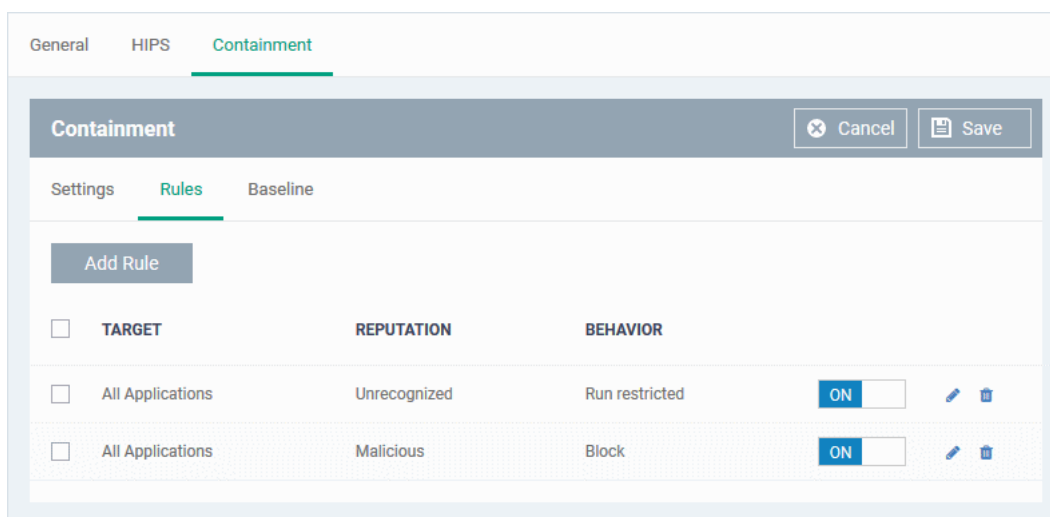 General HIPS Containment
Containment Cancel Save
Settings Rules Baseline
Add Rule
TARGET REPUTATION BEHAVIOR
All Applications Unrecognized Run restricted ON
All Applications Malicious Block ON